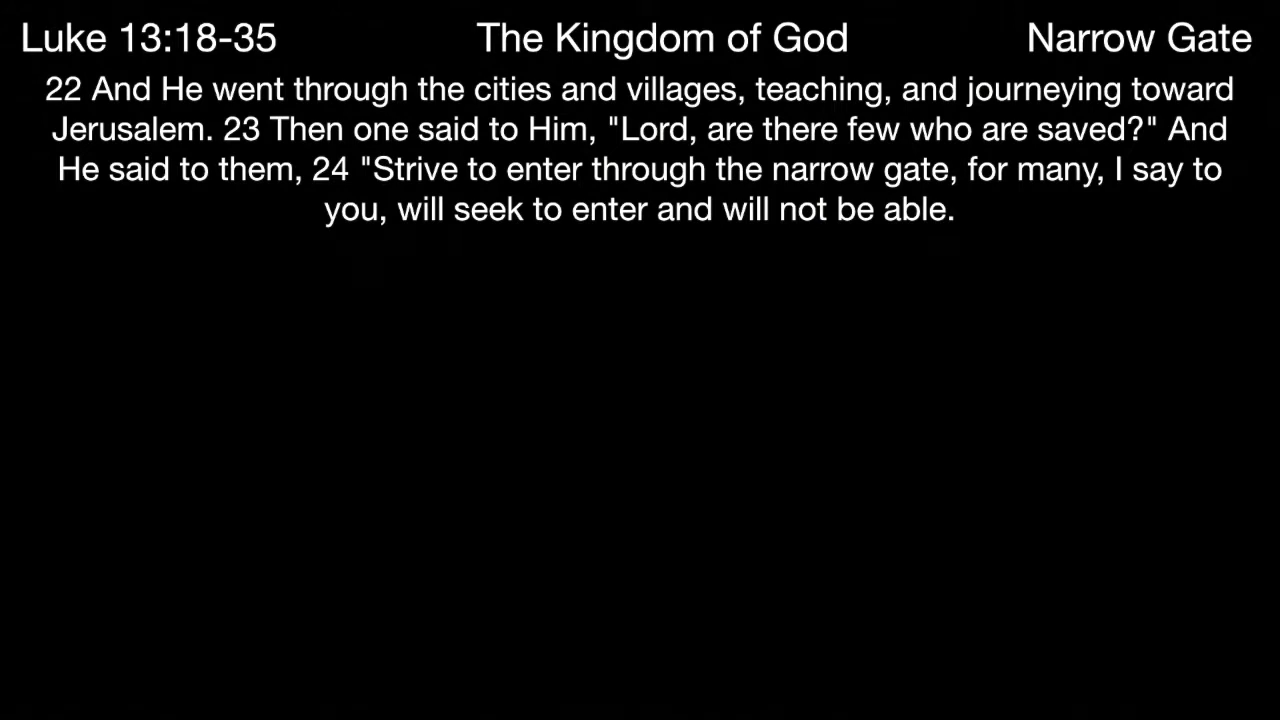 Luke 13:18-35 The Kingdom of God Narrow Gate
22 And He went through the cities and villages, teaching, and journeying toward
Jerusalem. 23 Then one said to Him, "Lord, are there few who are saved?" And
He said to them, 24 "Strive to enter through the narrow gate, for many, I say to
you, will seek to enter and will not be able.